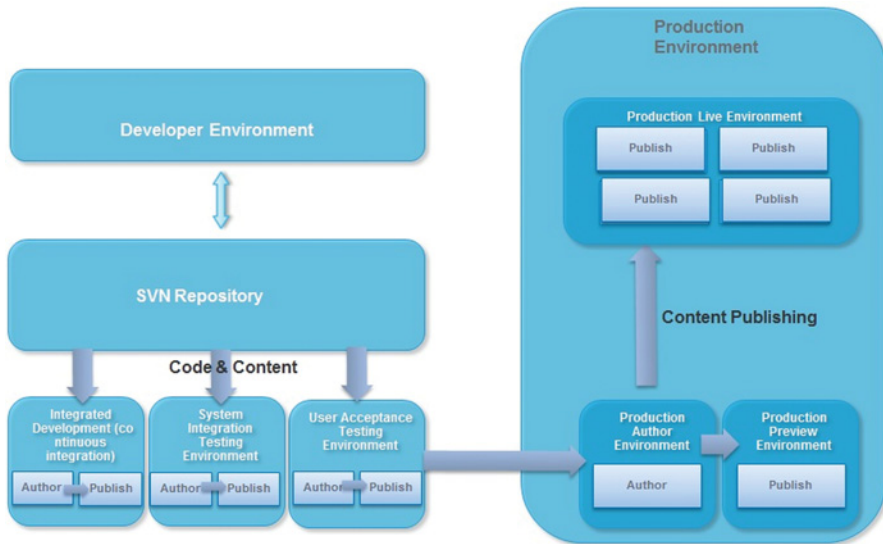 Production
Environment
Developer Environment
Production Live Environment
Publish
Publish
Publish
Publish
SVN Repository
Content Publishing
Code & Content
Integrated
Development (co
ntinuous
integration)
Author
Publish
System
Integration
Testing
Environment
Author
Publish
User Acceptance
Testing
Environment
Author
Publish
Production
Author
Environment
Author
Production
Preview
Environment
Publish